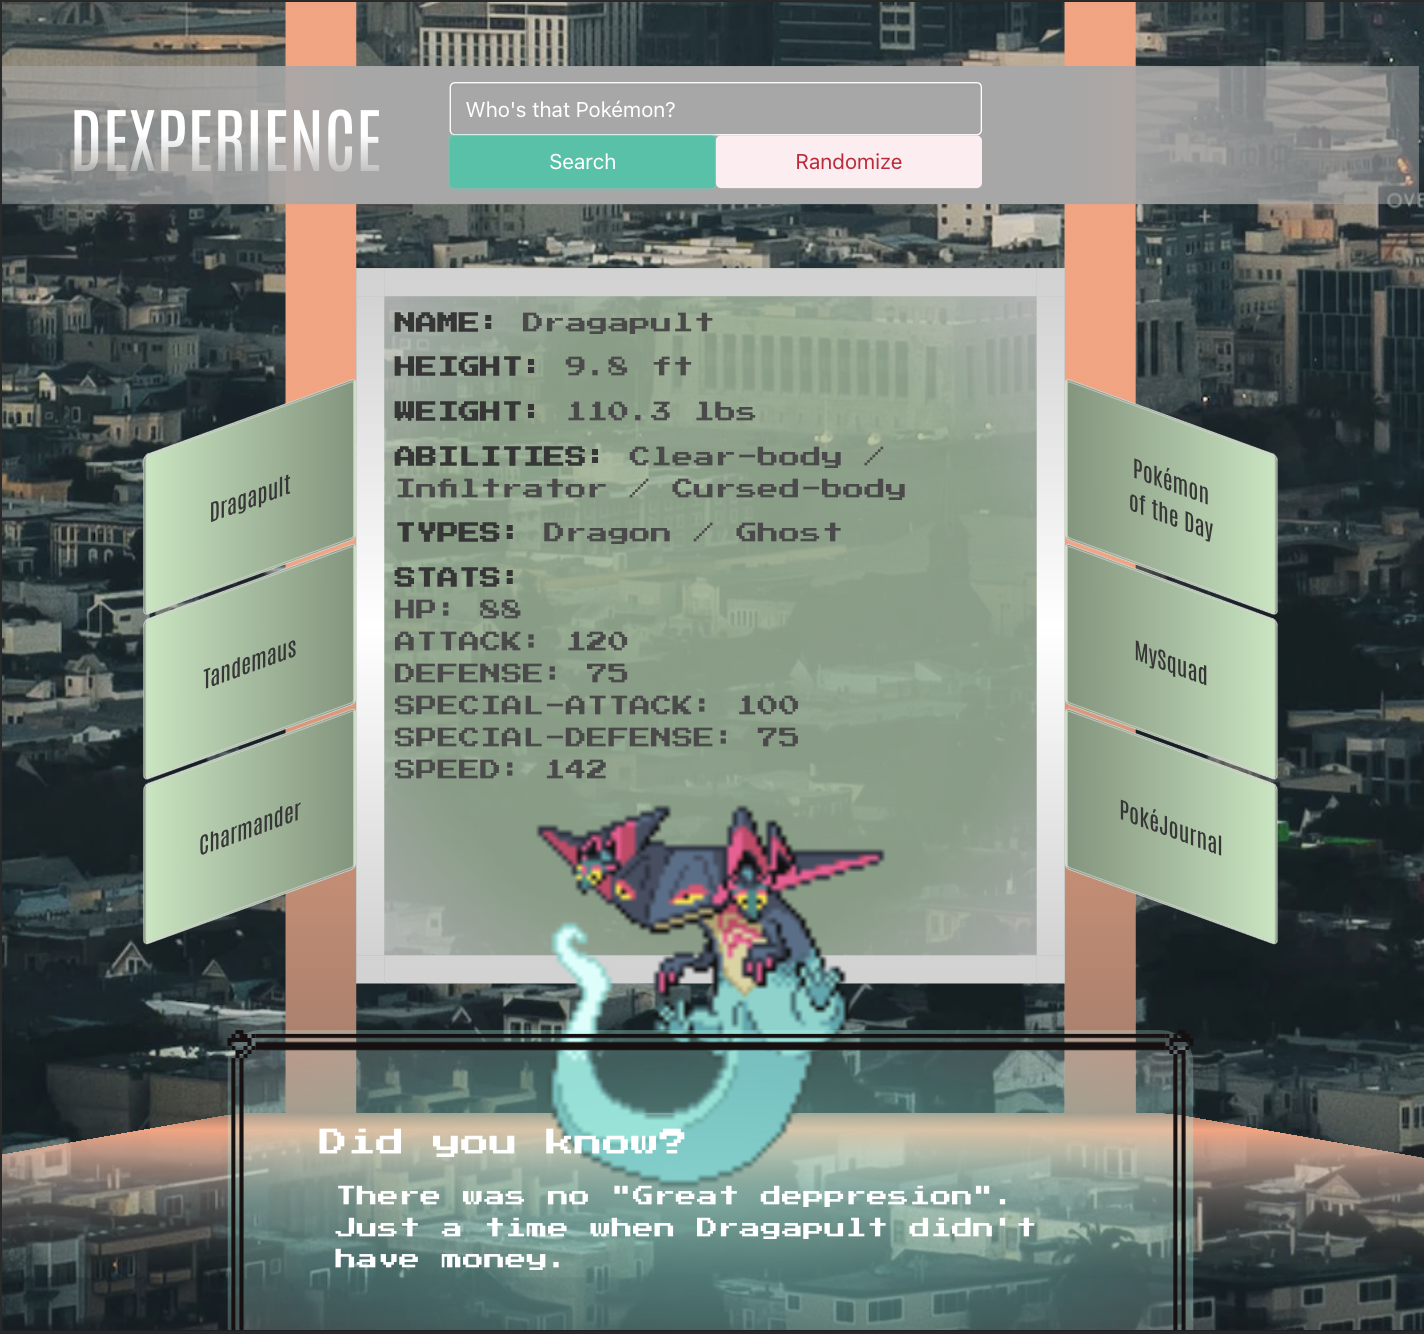 DEXPERIENCE
Who's that Pokémon?
Search
Randomize
OVE
NAME: Dragapult
HEIGHT: 9.8 ft
WEIGHT: 110.3 lbs
ABILITIES: Clear-body /
Infiltrator / Cursed-body
TYPES: Dragon / Ghost
STATS:
HP: 88
ATTACK: 120
DEFENSE: 75
SPECIAL-ATTACK: 100
SPECIAL-DEFENSE: 75
SPEED: 142
Dragapult
Tandemaus
Charmander
Pokémon
of the Day
MySquad
PokéJournal
Did you know?
There was no "Great deppresion".
Just a time when Dragapult didn't
have money.